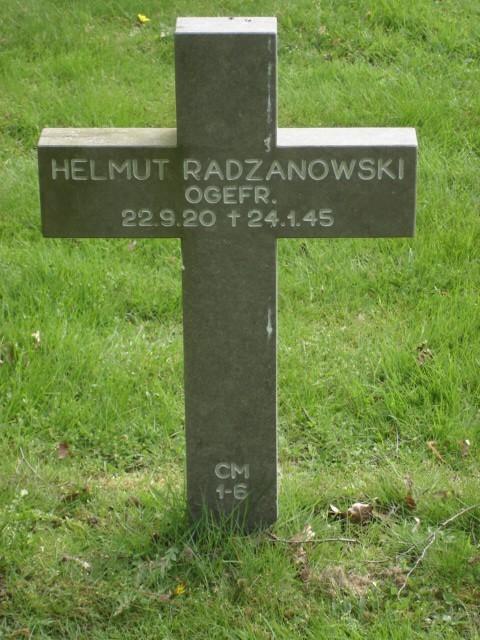 HELMUT RADZANOWSKI
OGEFR.
22.9.20 ✝ 24.1.45
CM
1-6